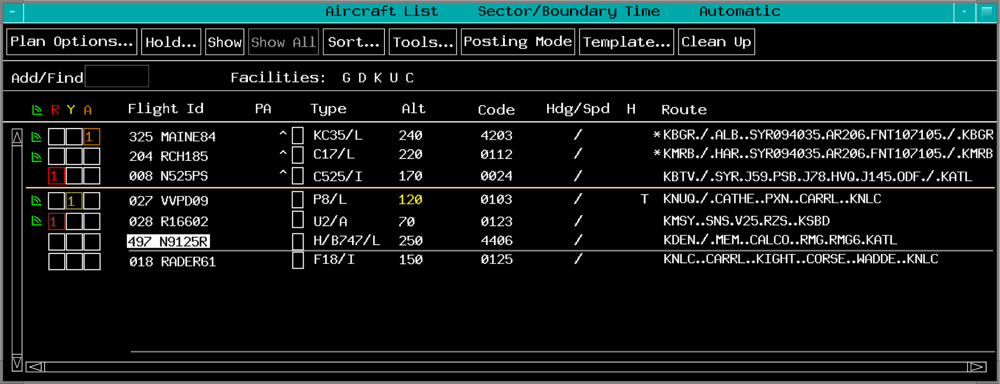 Aircraft List Sector/Boundary Time Automatic
Plan Options... Hold... Show Show All Sort... Tools... Posting Mode Template... Clean Up
Add/Find Facilities: G D K U C
R Y A Flight Id PA Type Alt Code Hdg/Spd H Route
1 325 MAINE84 ^ KC35/L 240 4203 / *KBGR./.ALB..SYR094035.AR206.FNT107105./.KBGR
204 RCH185 ^ C17/L 220 0112 / *KMRB./.HAR..SYR094035.AR206.FNT107105./.KMRB
1 008 N525PS ^ C525/I 170 0024 / KBTV./.SYR.J59.PSB.J78.HVQ.J145.ODF./.KATL
1 027 VVPD09 P8/L 120 0103 / T KNUQ./.CATHE..PXN..CARRL..KNLC
1 028 R16602 U2/A 70 0123 / KMSY..SNS.V25.RZS..KSBD
497 N9125R H/B747/L 250 4406 / KDEN./.MEM..CALCO..RMG.RMG6.KATL
018 RADER61 F18/I 150 0125 / KNLC..CARRL..KIGHT..CORSE..WADDE..KNLC